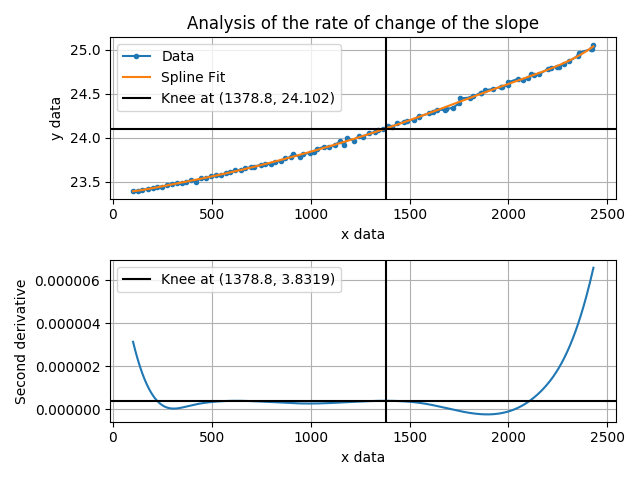 Analysis of the rate of change of the slope
Data
Spline Fit
Knee at (1378.8, 24.102)
y data
25.0
24.5
24.0
23.5
0 500 1000 1500 2000 2500
x data
Knee at (1378.8, 3.8319)
Second derivative
0.000006
0.000004
0.000002
0.000000
0 500 1000 1500 2000 2500
x data